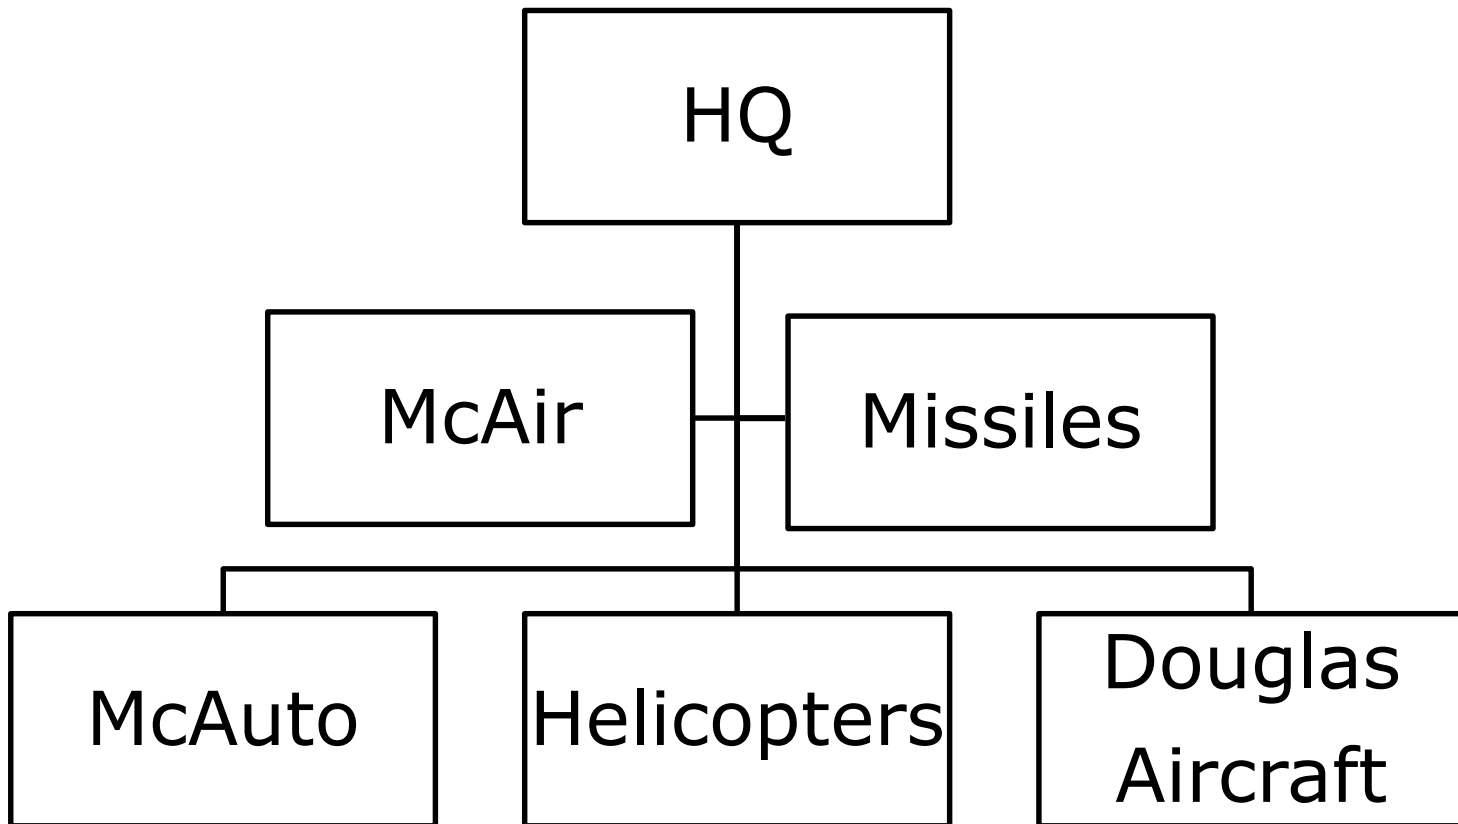 HQ
McAir
Missiles
McAuto
Helicopters
Douglas
Aircraft